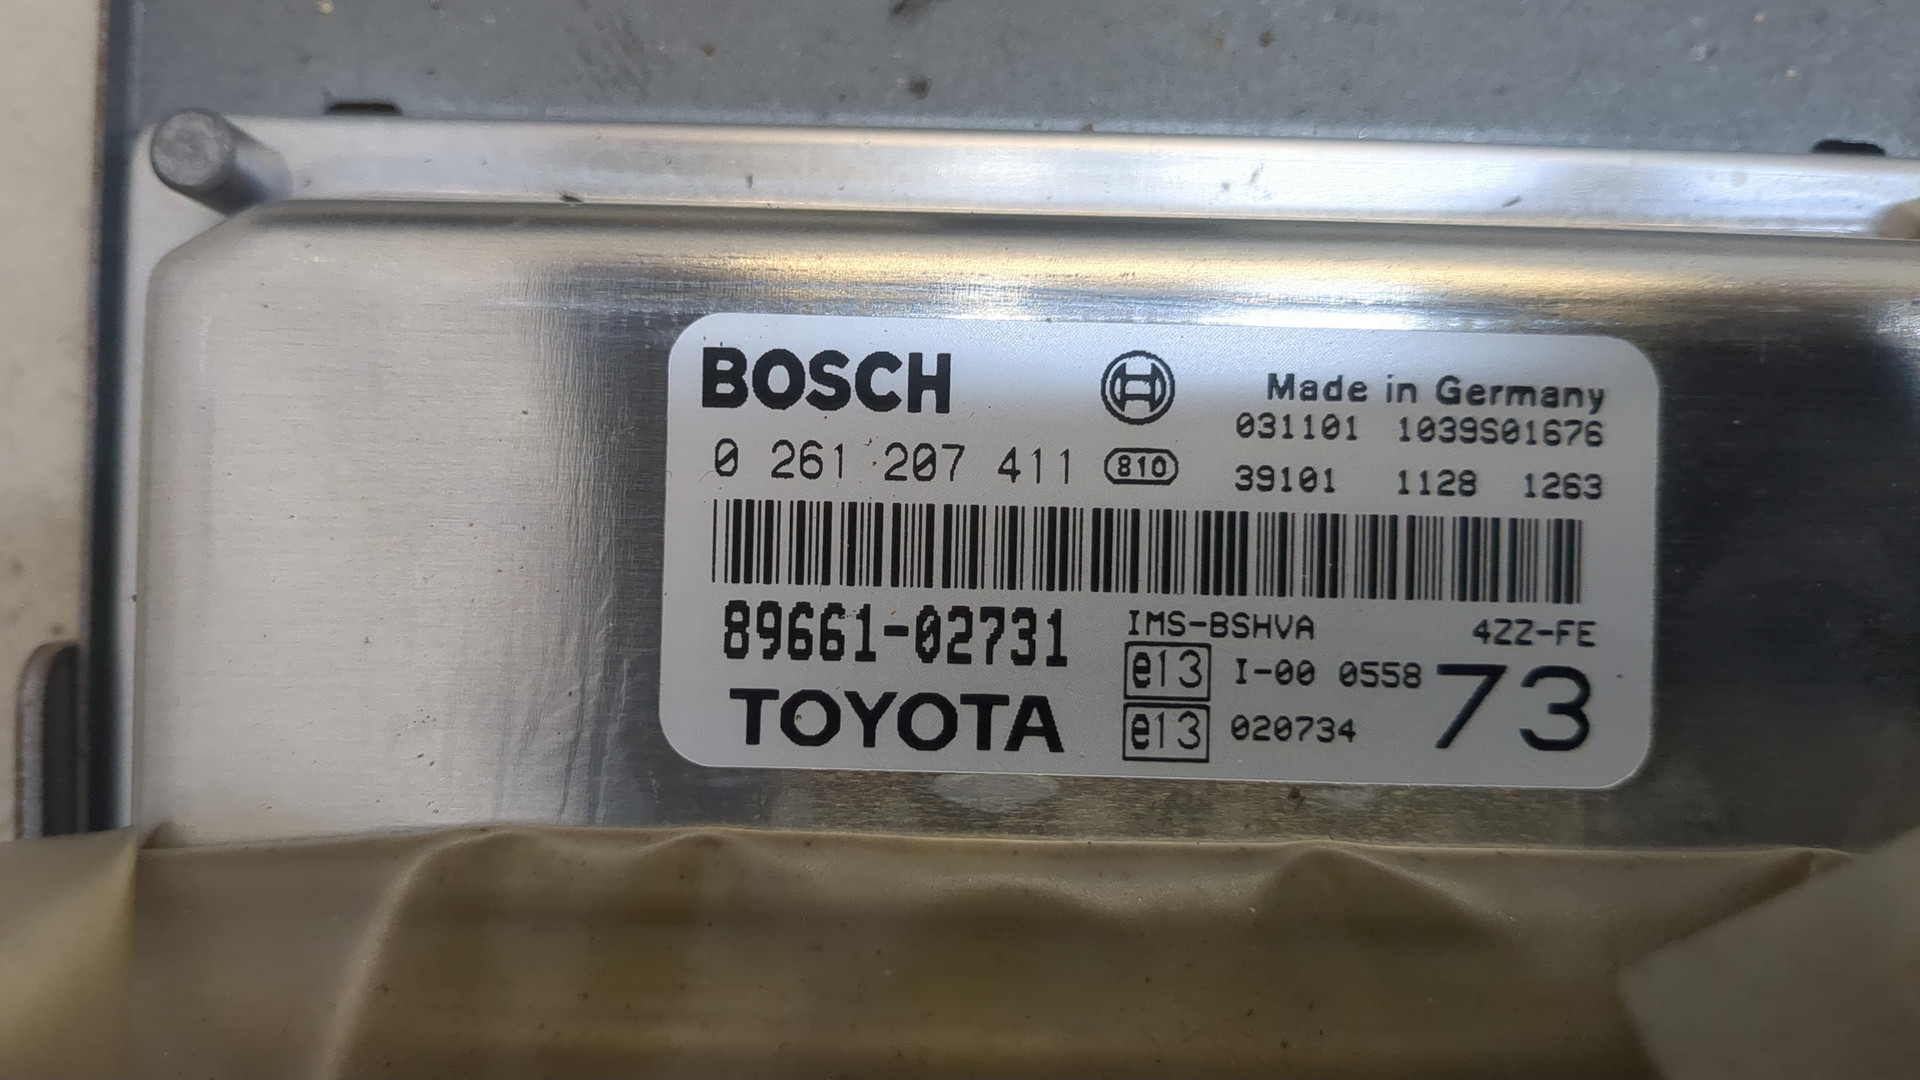 BOSCH
Made in Germany
031101 1039S01676
0 261 207 411 810
39101 1128 1263
89661-02731
IMS-BSHVA 4ZZ-FE
e13 I-00 0558
73
TOYOTA
e13 020734